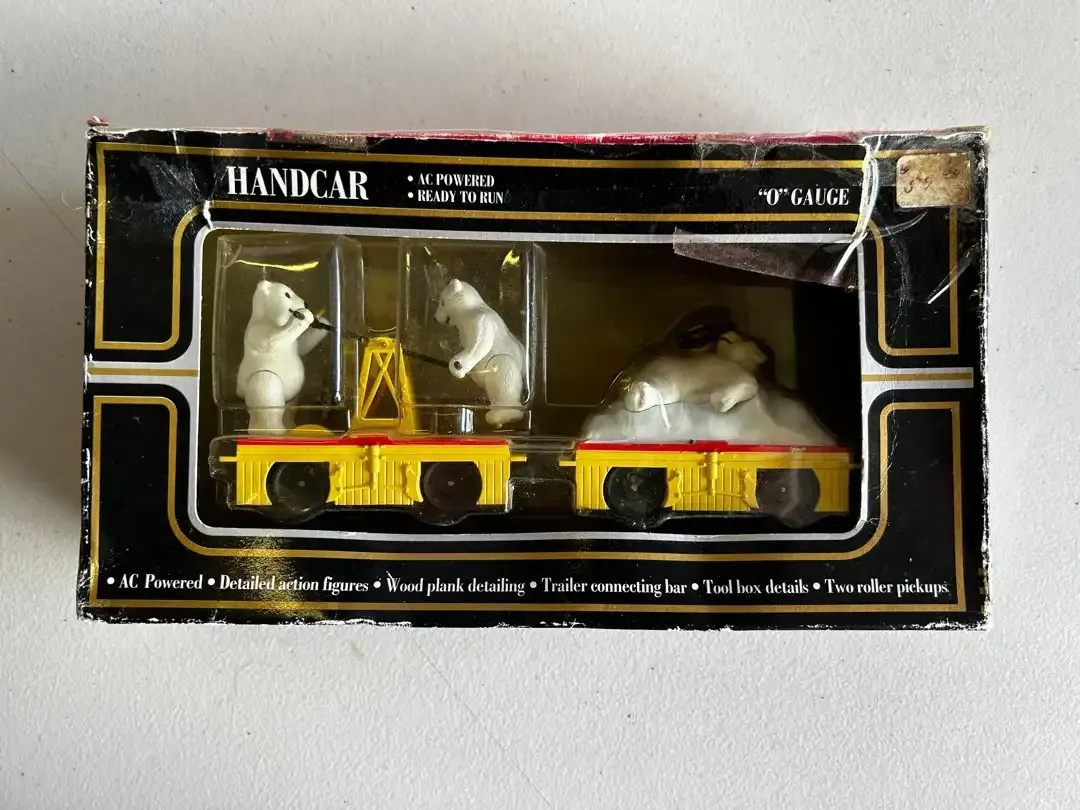 HANDCAR
• AC POWERED
• READY TO RUN
“O” GAUGE
• AC Powered • Detailed action figures • Wood plank detailing • Trailer connecting bar • Tool box details • Two roller pickups